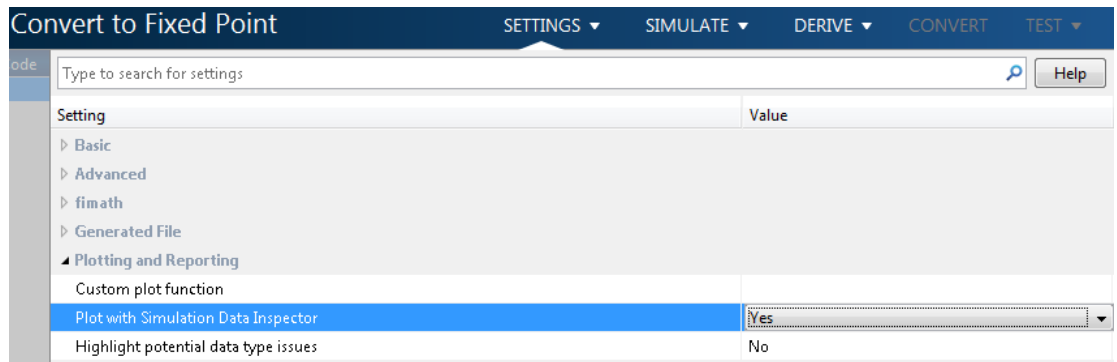 Convert to Fixed Point SETTINGS SIMULATE DERIVE CONVERT TEST
ode
Type to search for settings Help
Setting Value
Basic
Advanced
fimath
Generated File
Plotting and Reporting
Custom plot function
Plot with Simulation Data Inspector Yes
Highlight potential data type issues No